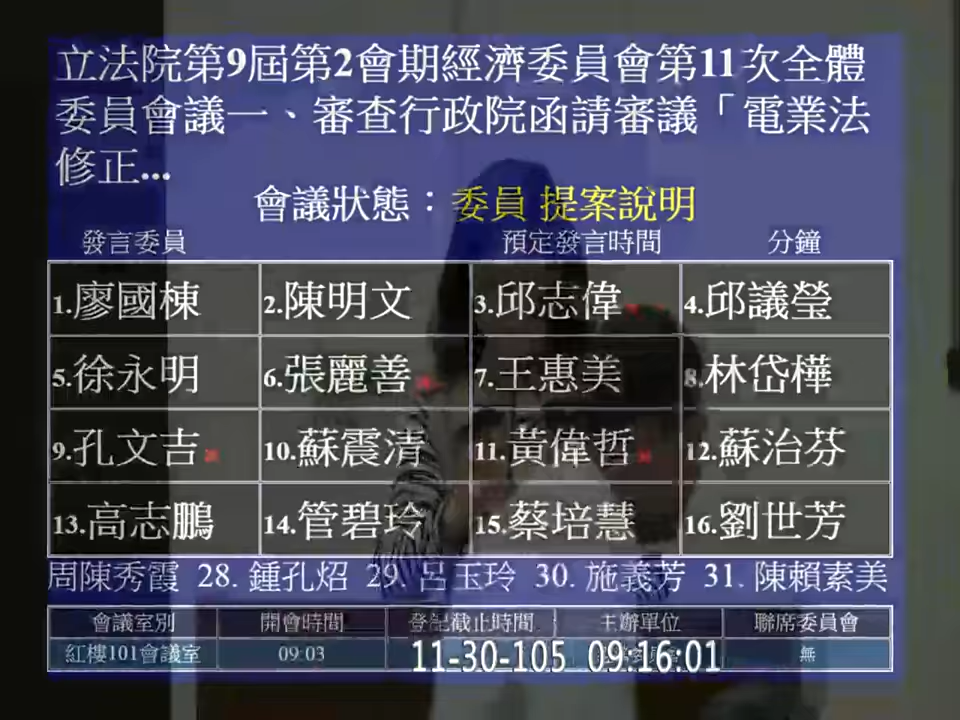 立法院第9屆第2會期經濟委員會第11次全體
委員會議一、審查行政院函請審議「電業法
修正...
會議狀態：委員 提案說明
發言委員 預定發言時間 分鐘
1.廖國棟 2.陳明文 3.邱志偉 4.邱議瑩
5.徐永明 6.張麗善 7.王惠美 8.林岱樺
9.孔文吉 10.蘇震清 11.黃偉哲 12.蘇治芬
13.高志鵬 14.管碧玲 15.蔡培慧 16.劉世芳
周陳秀霞 28. 鍾孔炤 29. 呂玉玲 30. 施義芳 31. 陳賴素美
會議室別 開會時間 登記截止時間 主辦單位 聯席委員會
紅樓101會議室 09:03 11-30-105 09:16:01 無